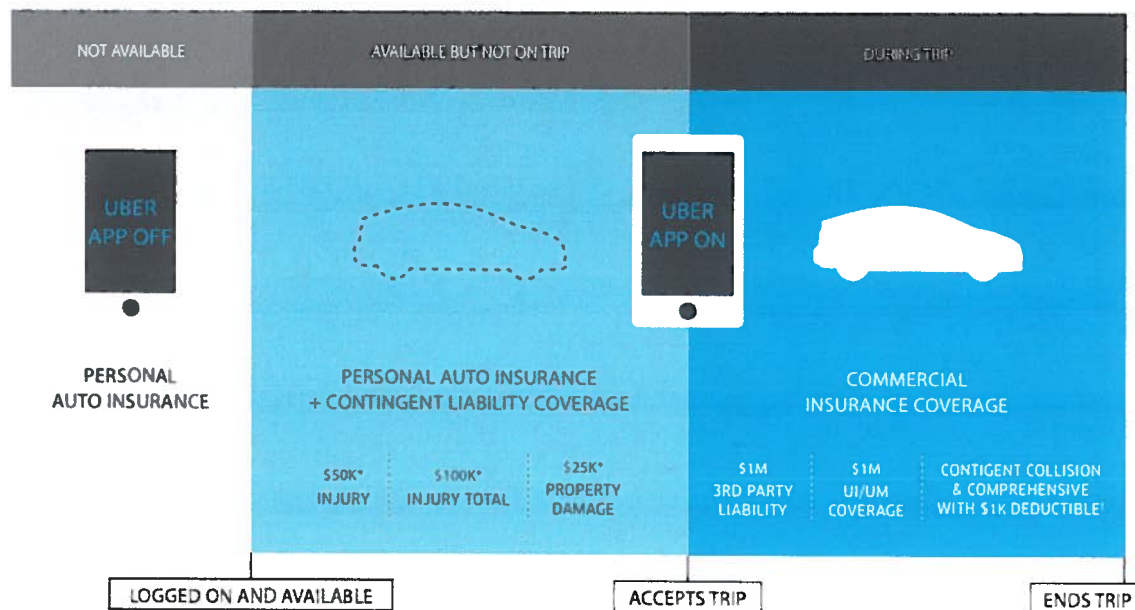 NOT AVAILABLE
AVAILABLE BUT NOT ON TRIP
DURING TRIP
UBER
APP OFF
UBER
APP ON
PERSONAL
AUTO INSURANCE
PERSONAL AUTO INSURANCE
+ CONTINGENT LIABILITY COVERAGE
COMMERCIAL
INSURANCE COVERAGE
$50K*
INJURY
$100K*
INJURY TOTAL
$25K*
PROPERTY
DAMAGE
$1M
3RD PARTY
LIABILITY
$1M
UI/UM
COVERAGE
CONTIGENT COLLISION
& COMPREHENSIVE
WITH $1K DEDUCTIBLE†
LOGGED ON AND AVAILABLE
ACCEPTS TRIP
ENDS TRIP